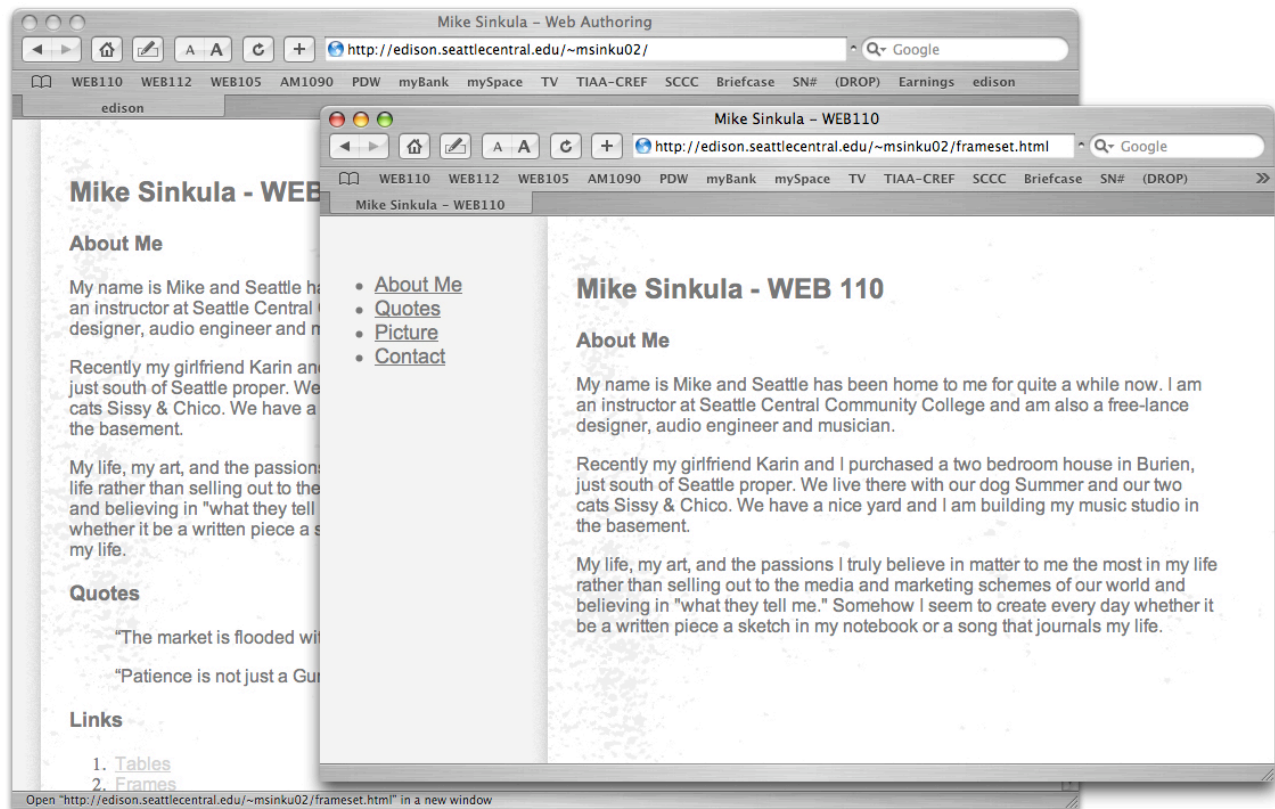 Mike Sinkula – Web Authoring
A A
http://edison.seattlecentral.edu/~msinku02/
Google
WEB110 WEB112 WEB105 AM1090 PDW myBank mySpace TV TIAA-CREF SCCC Briefcase SN# (DROP) Earnings edison
edison
Mike Sinkula - WEB
About Me
My name is Mike and Seattle
an instructor at Seattle Central
designer, audio engineer and
Recently my girlfriend Karin
just south of Seattle proper. We
cats Sissy & Chico. We have a
the basement.
My life, my art, and the passions
life rather than selling out to the
and believing in "what they tell
whether it be a written piece a
my life.
Quotes
“The market is flooded
“Patience is not just a
Links
1. Tables
2. Frames
Open "http://edison.seattlecentral.edu/~msinku02/frameset.html" in a new window
Mike Sinkula – WEB110
A A
http://edison.seattlecentral.edu/~msinku02/frameset.html
Google
WEB110 WEB112 WEB105 AM1090 PDW myBank mySpace TV TIAA-CREF SCCC Briefcase SN# (DROP)
Mike Sinkula – WEB110
• About Me
• Quotes
• Picture
• Contact
Mike Sinkula - WEB 110
About Me
My name is Mike and Seattle has been home to me for quite a while now. I am
an instructor at Seattle Central Community College and am also a free-lance
designer, audio engineer and musician.
Recently my girlfriend Karin and I purchased a two bedroom house in Burien,
just south of Seattle proper. We live there with our dog Summer and our two
cats Sissy & Chico. We have a nice yard and I am building my music studio in
the basement.
My life, my art, and the passions I truly believe in matter to me the most in my life
rather than selling out to the media and marketing schemes of our world and
believing in "what they tell me." Somehow I seem to create every day whether it
be a written piece a sketch in my notebook or a song that journals my life.